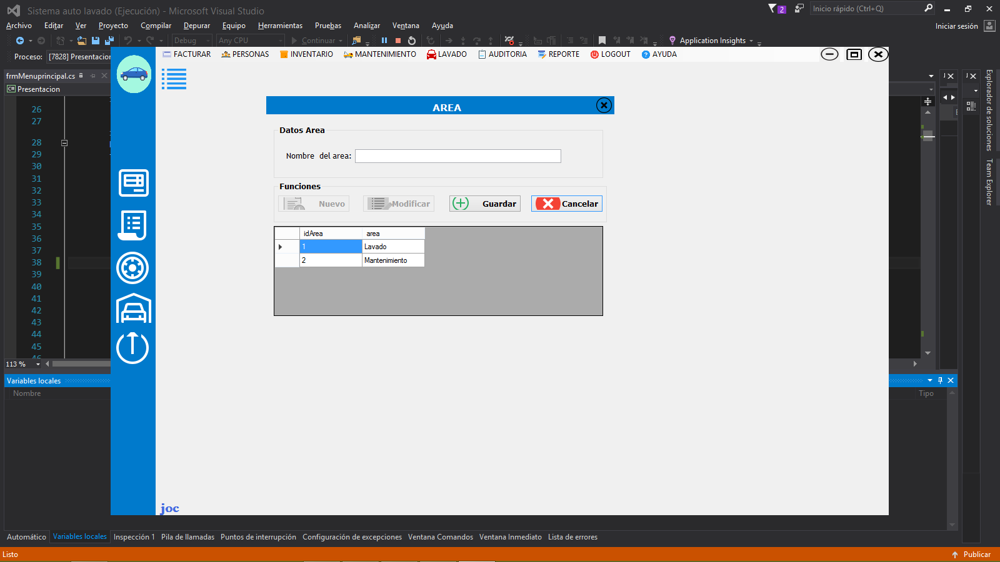 Sistema auto lavado (Ejecución) - Microsoft Visual Studio
2
Inicio rápido (Ctrl+Q)
Archivo Editar Ver Proyecto Compilar Depurar Equipo Herramientas Pruebas Analizar Ventana Ayuda
Iniciar sesión
Debug Any CPU Continuar Application Insights
Proceso: [7828] Presentacion
FACTURAR PERSONAS INVENTARIO MANTENIMIENTO LAVADO AUDITORIA REPORTE LOGOUT AYUDA
frmMenuprincipal.cs
C# Presentacion
AREA
Datos Area
Nombre del area:
Funciones
Nuevo Modificar Guardar Cancelar
idArea area
1 Lavado
2 Mantenimiento
26
27
28
29
30
31
32
33
34
35
36
37
38
39
40
41
42
43
44
45
46
113 %
Explorador de soluciones
Team Explorer
Variables locales
Nombre
Tipo
joc
Automático Variables locales Inspección 1 Pila de llamadas Puntos de interrupción Configuración de excepciones Ventana Comandos Ventana Inmediato Lista de errores
Listo
Publicar